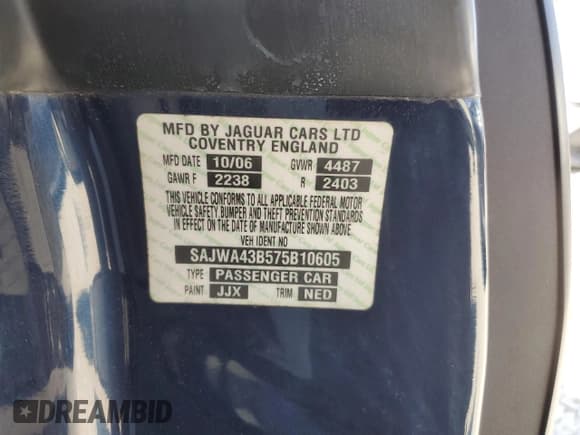 MFD BY JAGUAR CARS LTD
COVENTRY ENGLAND
MFD DATE 10/06 GVWR 4487
GAWR F 2238 R 2403
THIS VEHICLE CONFORMS TO ALL APPLICABLE FEDERAL MOTOR
VEHICLE SAFETY, BUMPER AND THEFT PREVENTION STANDARDS
IN EFFECT ON THE DATE OF MANUFACTURE SHOWN ABOVE.
VEH IDENT NO
SAJWA43B575B10605
TYPE PASSENGER CAR
PAINT JJX TRIM NED
DREAMBID